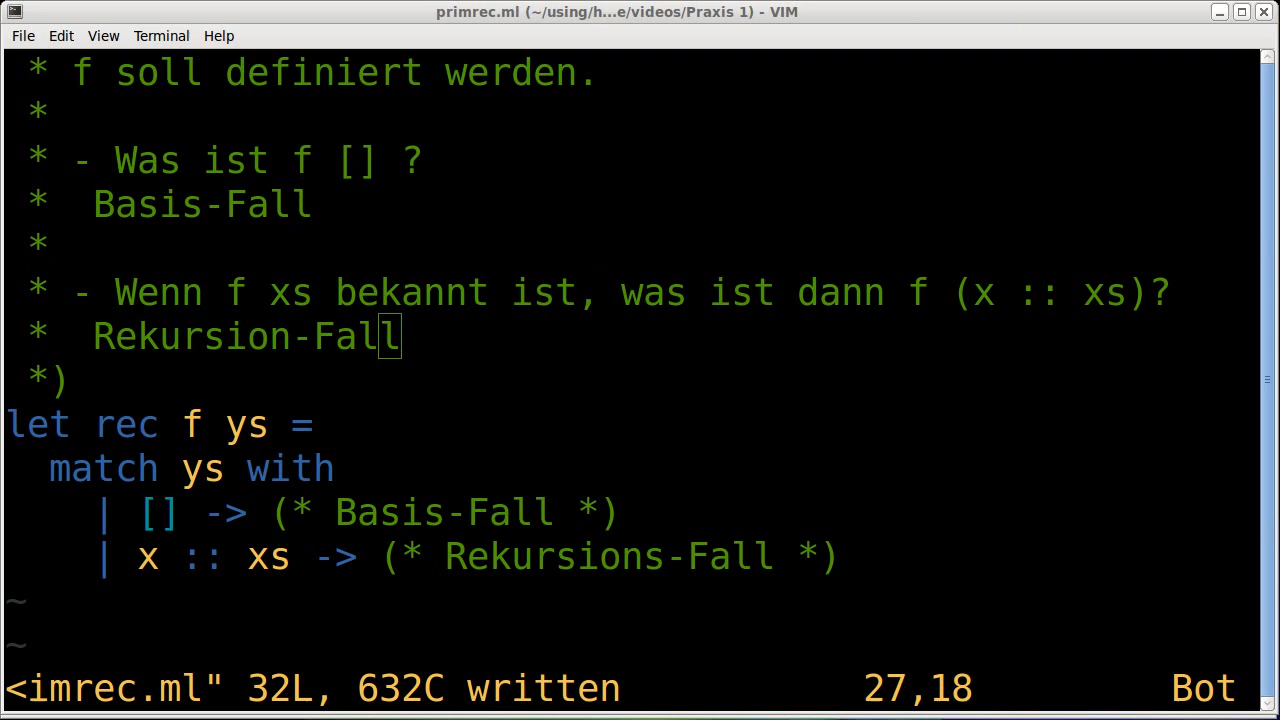 primrec.ml (~/using/h...e/videos/Praxis 1) - VIM
File Edit View Terminal Help
* f soll definiert werden.
*
* - Was ist f [] ?
*  Basis-Fall
*
* - Wenn f xs bekannt ist, was ist dann f (x :: xs)?
*  Rekursion-Fall
*)
let rec f ys =
  match ys with
    | [] -> (* Basis-Fall *)
    | x :: xs -> (* Rekursions-Fall *)
~
~
<imrec.ml" 32L, 632C written 27,18 Bot